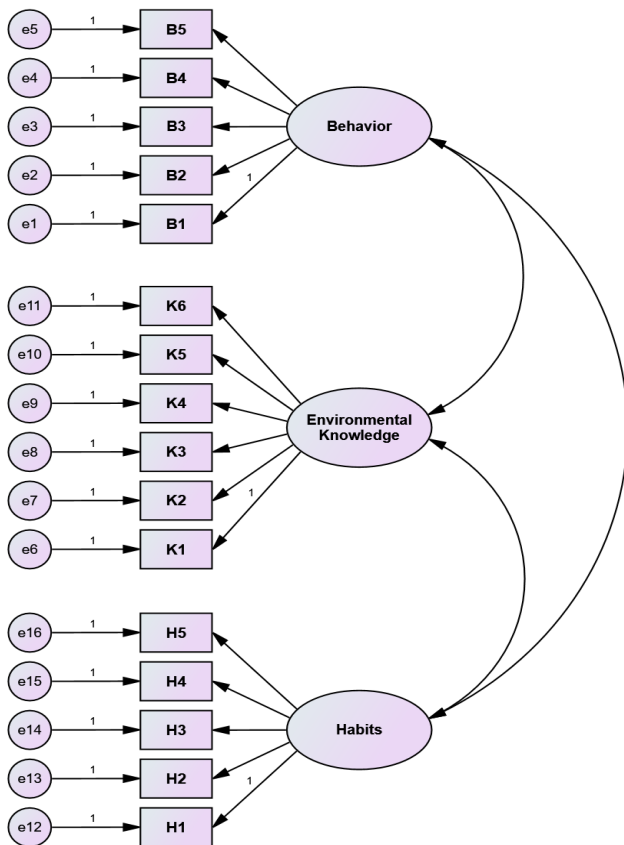 e5 1 B5
e4 1 B4
Behavior
e3 1 B3
e2 1 B2
1
e1 1 B1
e11 1 K6
e10 1 K5
e9 1 K4
Environmental
Knowledge
e8 1 K3
e7 1 K2
1
e6 1 K1
e16 1 H5
e15 1 H4
e14 1 H3
Habits
e13 1 H2
1
e12 1 H1